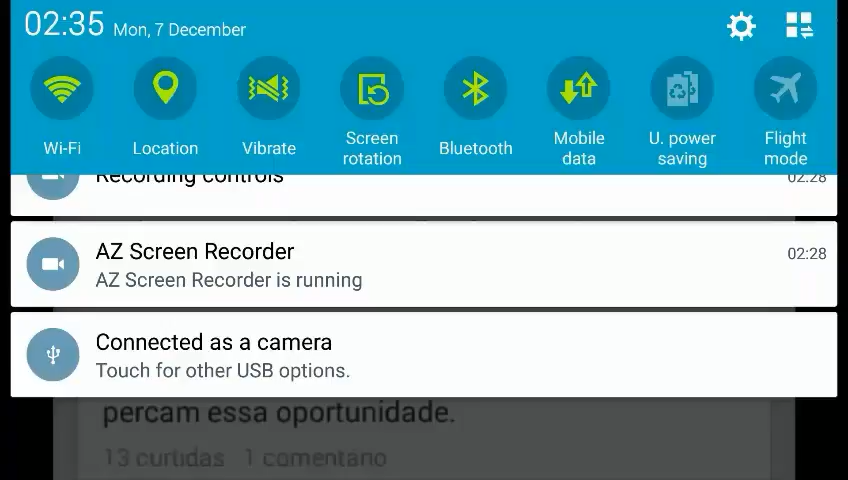 02:35 Mon, 7 December
Wi-Fi
Location
Vibrate
Screen
rotation
Bluetooth
Mobile
data
U. power
saving
Flight
mode
Recording controls 02:28
AZ Screen Recorder 02:28
AZ Screen Recorder is running
Connected as a camera
Touch for other USB options.
percam essa oportunidade.
13 curtidas 1 comentario